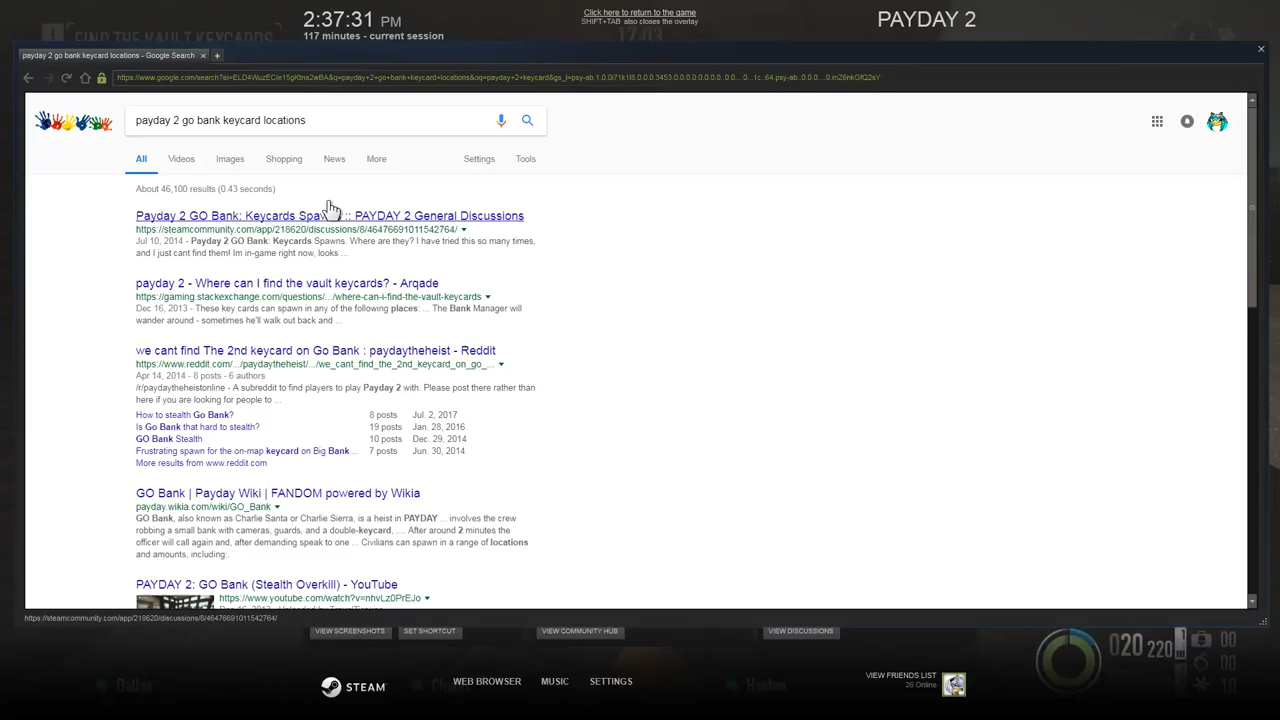 2:37:31 PM
117 minutes - current session
Click here to return to the game
SHIFT+TAB also closes the overlay
PAYDAY 2
FIND THE VAULT KEYCARDS
17:03
payday 2 go bank keycard locations - Google Search
payday 2 go bank keycard locations
All Videos Images Shopping News More Settings Tools
About 46,100 results (0.43 seconds)
Payday 2 GO Bank: Keycards :: PAYDAY 2 General Discussions
https://steamcommunity.com/app/218620/discussions/8/46476691011542764/
Jul 10, 2014 - Payday 2 GO Bank: Keycards Spawns. Where are they? I have tried this so many times,
and I just cant find them! Im in-game right now, looks ...
payday 2 - Where can I find the vault keycards? - Arqade
https://gaming.stackexchange.com/questions/.../where-can-i-find-the-vault-keycards
Dec 16, 2013 - These key cards can spawn in any of the following places: ... The Bank Manager will
wander around - sometimes he'll walk out back and ...
we cant find The 2nd keycard on Go Bank : paydaytheheist - Reddit
https://www.reddit.com/.../paydaytheheist/.../we_cant_find_the_2nd_keycard_on_go_...
Apr 14, 2014 - 8 posts - 6 authors
/r/paydaytheistonline - A subreddit to find players to play Payday 2 with. Please post there rather than
here if you are looking for people to ...
How to stealth Go Bank? 8 posts Jul. 2, 2017
Is Go Bank that hard to stealth? 19 posts Jan. 28, 2016
GO Bank Stealth 10 posts Dec. 29, 2014
Frustrating spawn for the on-map keycard on Big Bank ... 7 posts Jun. 30, 2014
More results from www.reddit.com
GO Bank | Payday Wiki | FANDOM powered by Wikia
payday.wikia.com/wiki/GO_Bank
GO Bank, also known as Charlie Santa or Charlie Sierra, is a heist in PAYDAY ... involves the crew
robbing a small bank with cameras, guards, and a double-keycard, .... After around 2 minutes the
officer will call again and, after demanding speak to one ... Civilians can spawn in a range of locations
and amounts, including:.
PAYDAY 2: GO Bank (Stealth Overkill) - YouTube
https://www.youtube.com/watch?v=nhvLz0PrEJo
https://steamcommunity.com/app/218620/discussions/8/46476691011542764/
VIEW SCREENSHOTS SET SHORTCUT VIEW COMMUNITY HUB VIEW DISCUSSIONS
020 220 00
00
10
STEAM WEB BROWSER MUSIC SETTINGS
VIEW FRIENDS LIST
26 Online
Dallas
Houston